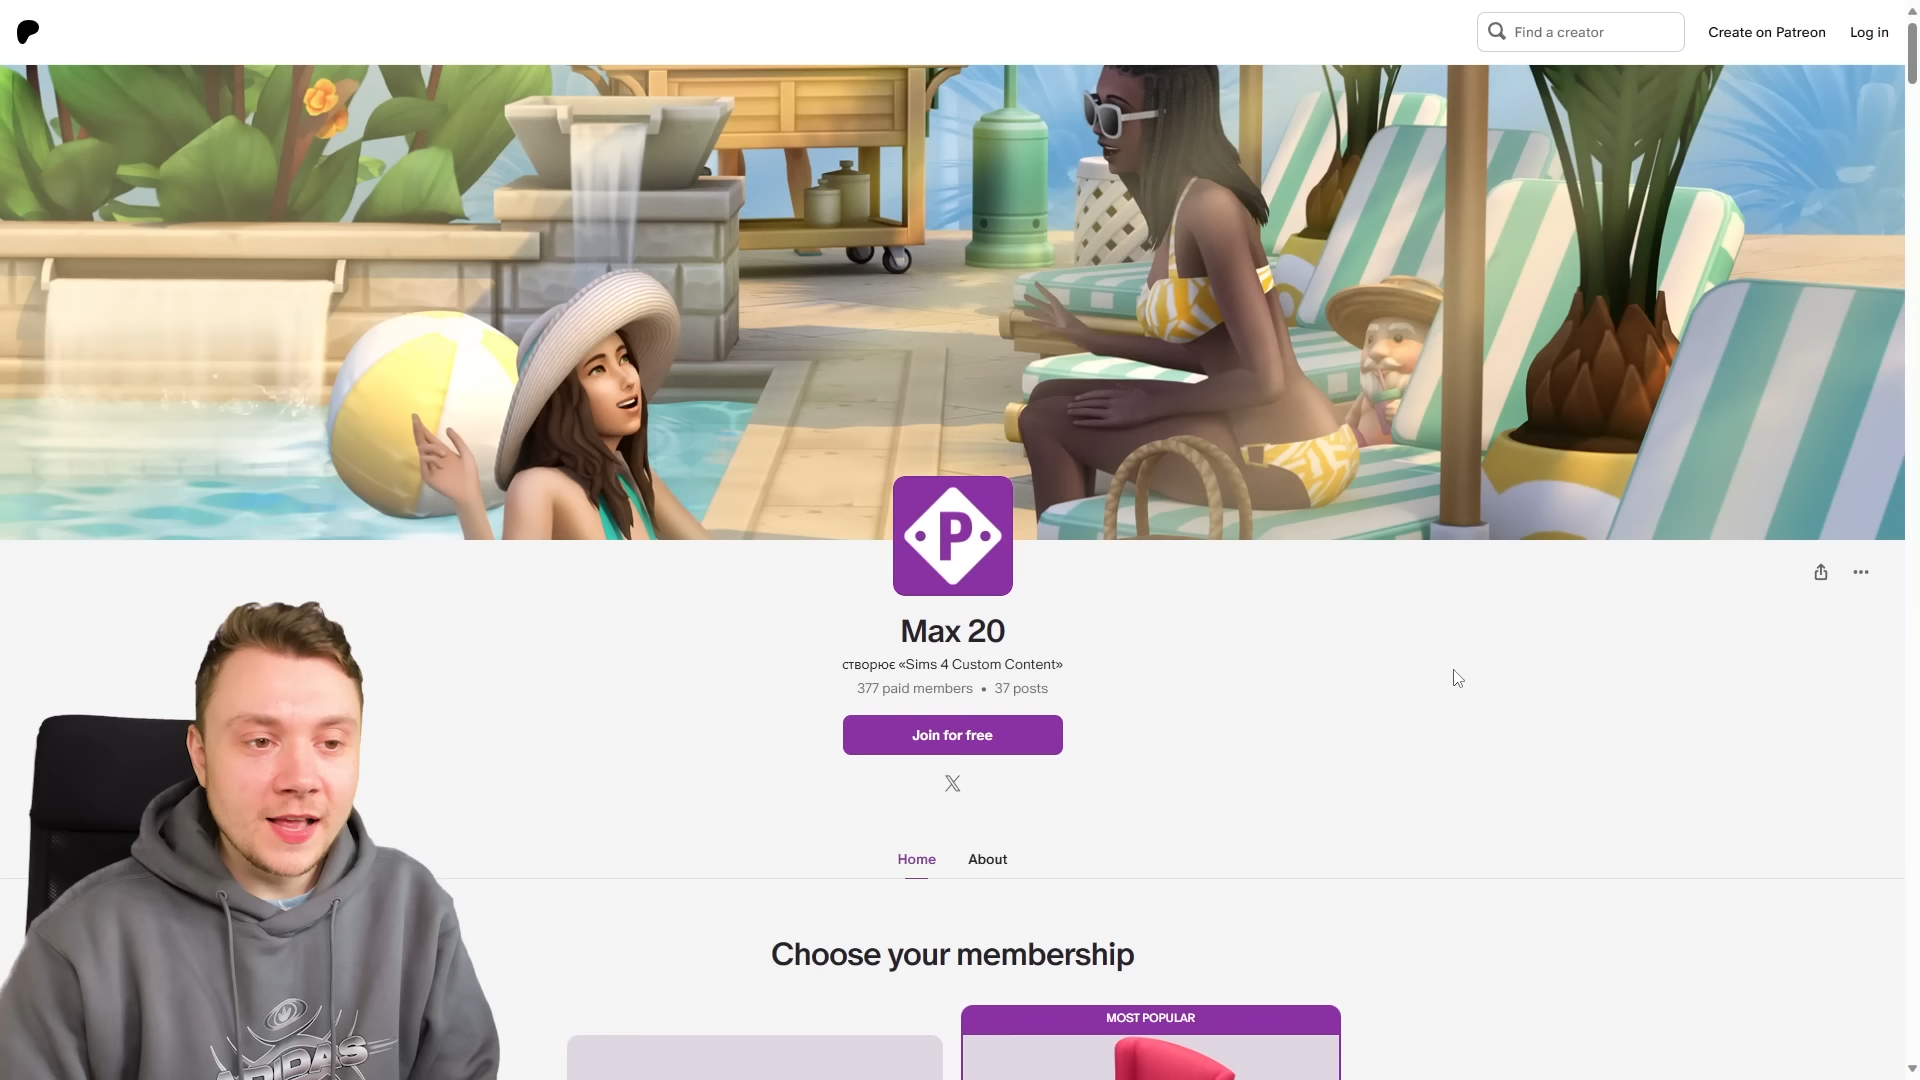 Find a creator
Create on Patreon
Log in
P
Max 20
створює «Sims 4 Custom Content»
377 paid members • 37 posts
Join for free
Home
About
Choose your membership
MOST POPULAR
ADIDAS